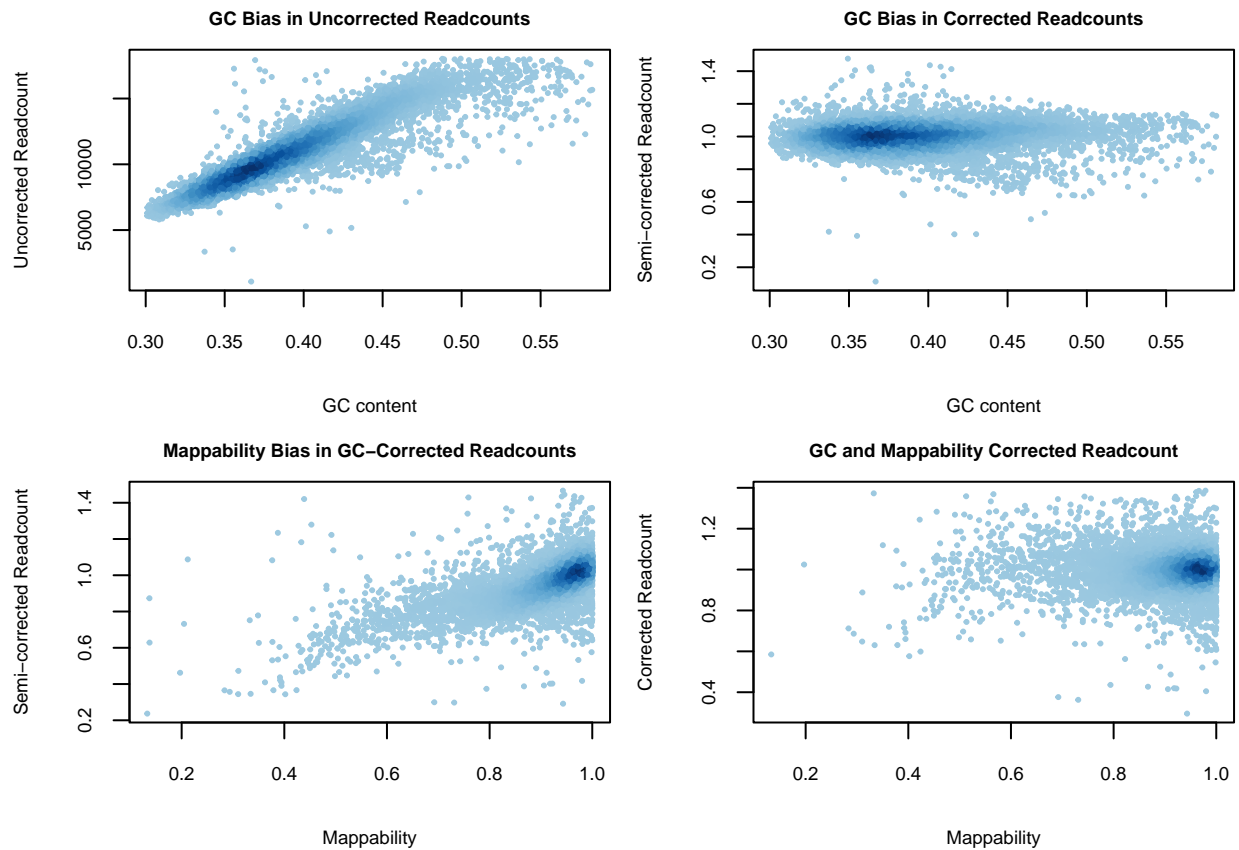 GC Bias in Uncorrected Readcounts
Uncorrected Readcount
5000
10000
0.30 0.35 0.40 0.45 0.50 0.55
GC content
GC Bias in Corrected Readcounts
Semi−corrected Readcount
0.2
0.6
1.0
1.4
0.30 0.35 0.40 0.45 0.50 0.55
GC content
Mappability Bias in GC−Corrected Readcounts
Semi−corrected Readcount
0.2
0.6
1.0
1.4
0.2 0.4 0.6 0.8 1.0
Mappability
GC and Mappability Corrected Readcount
Corrected Readcount
0.4
0.8
1.2
0.2 0.4 0.6 0.8 1.0
Mappability